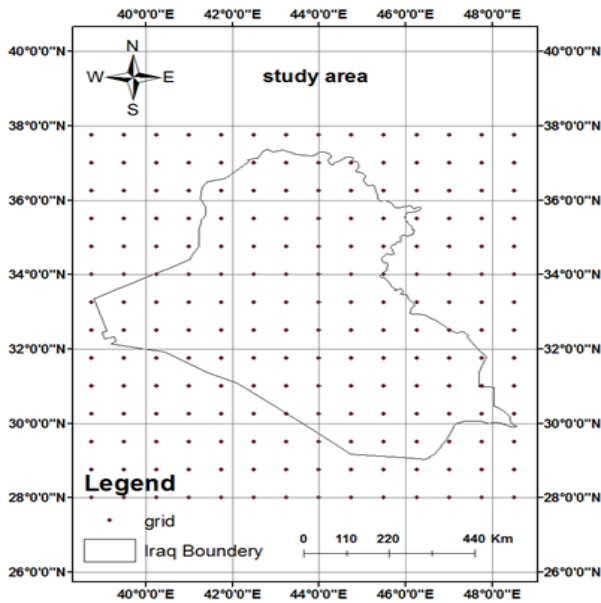 40°0'0"E 42°0'0"E 44°0'0"E 46°0'0"E 48°0'0"E
40°0'0"N 40°0'0"N
N
W E
S
study area
38°0'0"N 38°0'0"N
36°0'0"N 36°0'0"N
34°0'0"N 34°0'0"N
32°0'0"N 32°0'0"N
30°0'0"N 30°0'0"N
28°0'0"N 28°0'0"N
Legend
grid
Iraq Boundery
0 110 220 440 Km
26°0'0"N 26°0'0"N
40°0'0"E 42°0'0"E 44°0'0"E 46°0'0"E 48°0'0"E